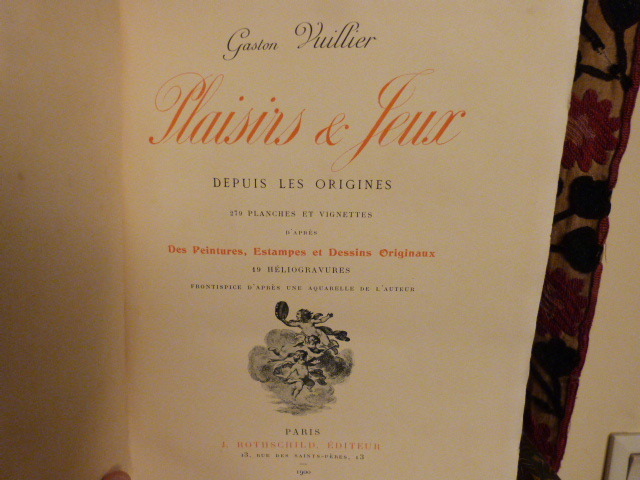 Gaston Vuillier
Plaisirs & Jeux
DEPUIS LES ORIGINES
279 PLANCHES ET VIGNETTES
D'APRÈS
Des Peintures, Estampes et Dessins Originaux
19 HÉLIOGRAVURES
FRONTISPICE D'APRÈS UNE AQUARELLE DE L'AUTEUR
PARIS
J. ROTHSCHILD, ÉDITEUR
13, RUE DES SAINTS-PÈRES, 13
1900